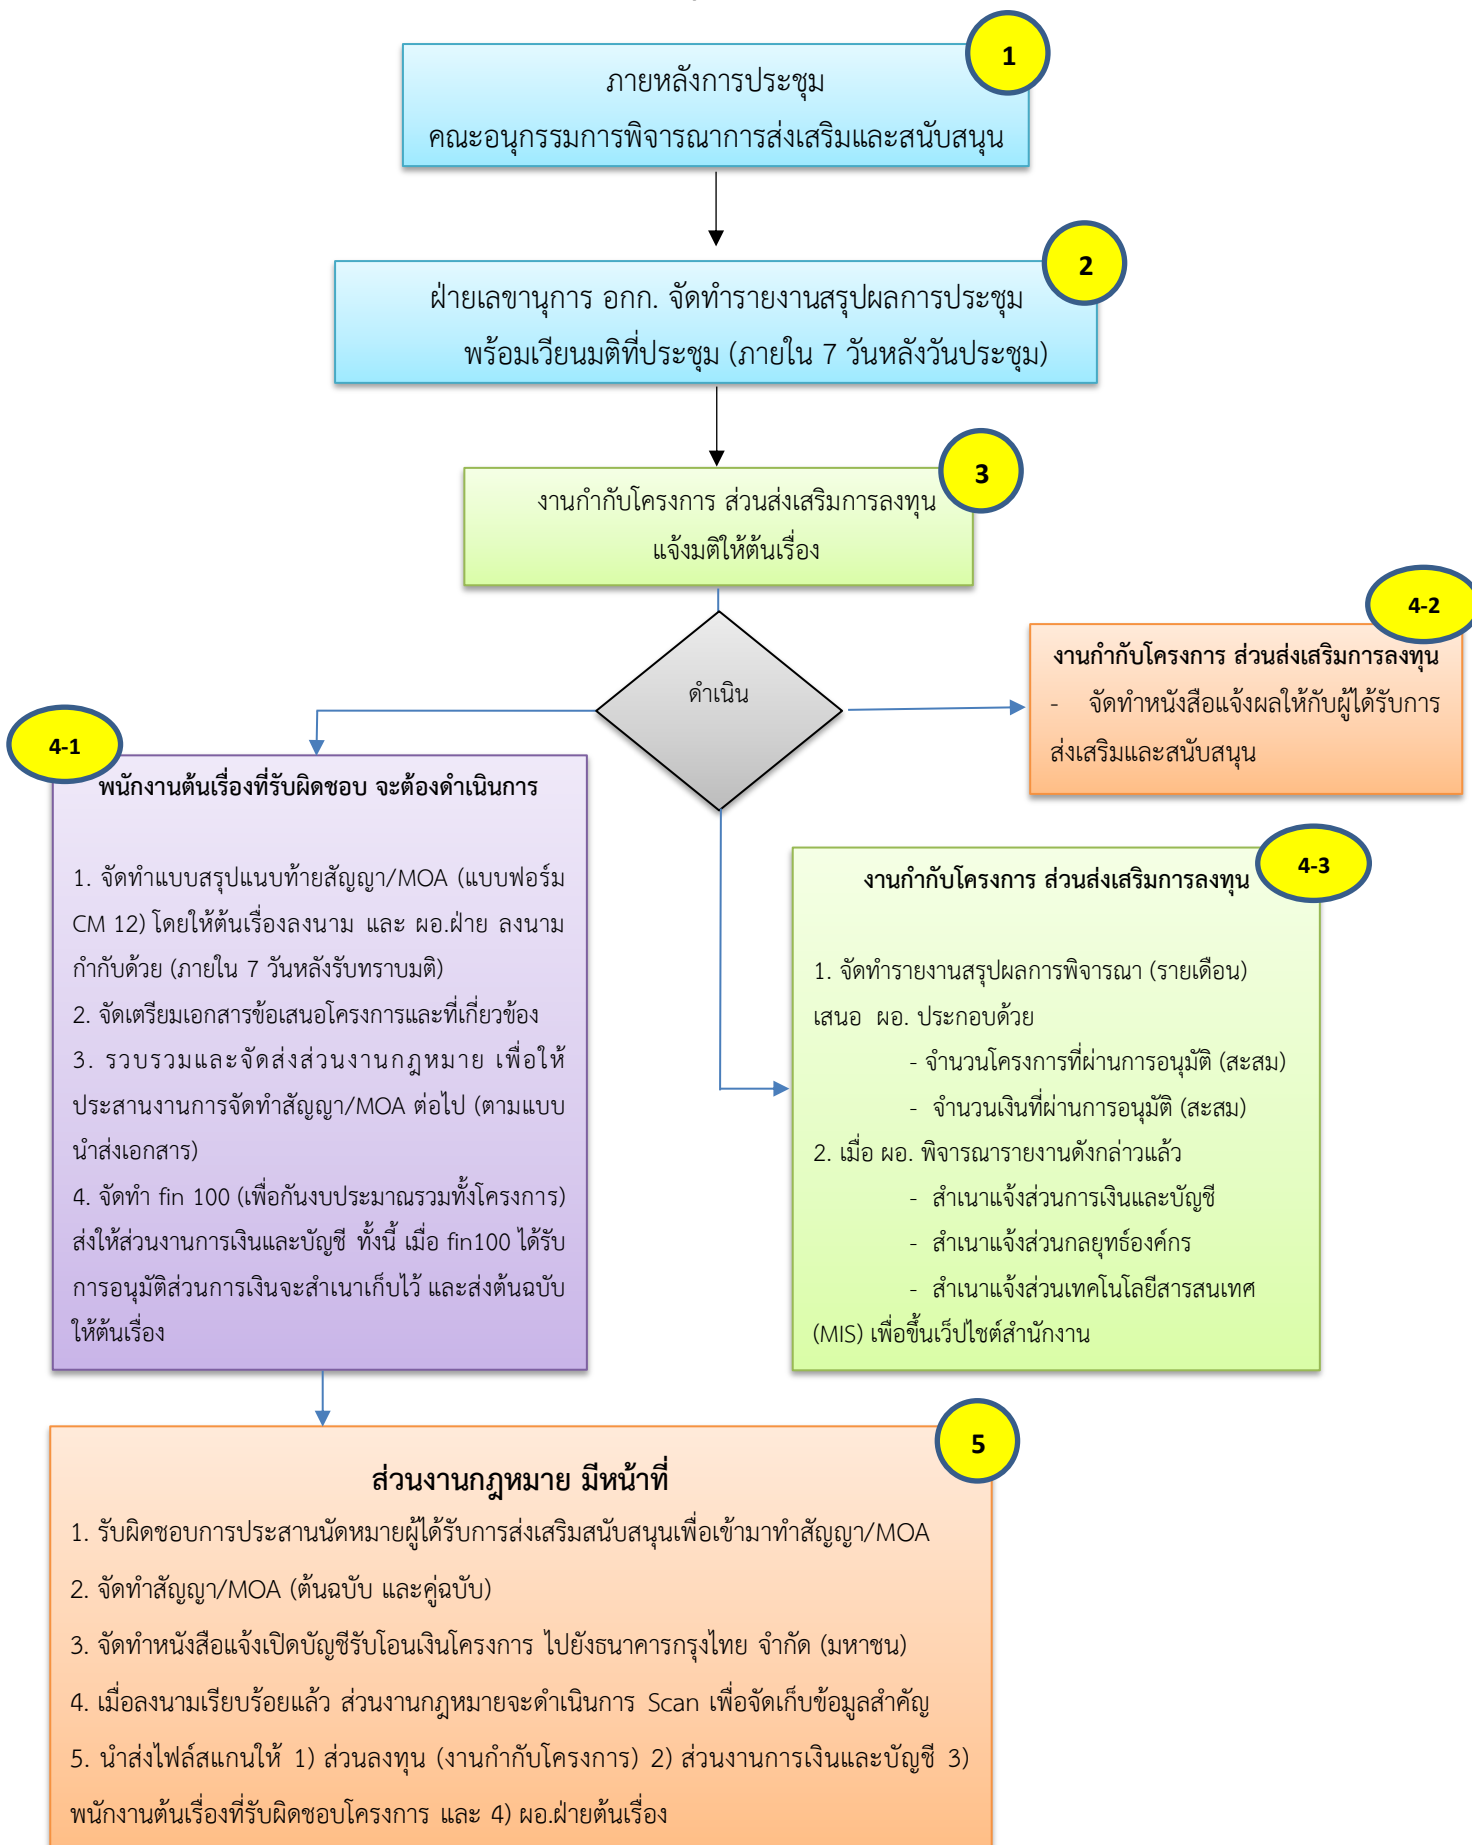 1
ภายหลังการประชุม
คณะอนุกรรมการพิจารณาการส่งเสริมและสนับสนุน
2
ฝ่ายเลขานุการ อกก. จัดทำรายงานสรุปผลการประชุม
พร้อมเวียนมติที่ประชุม (ภายใน 7 วันหลังวันประชุม)
3
งานกำกับโครงการ ส่วนส่งเสริมการลงทุน
แจ้งมติให้ต้นเรื่อง
ดำเนิน
4-2
งานกำกับโครงการ ส่วนส่งเสริมการลงทุน
- จัดทำหนังสือแจ้งผลให้กับผู้ได้รับการ
ส่งเสริมและสนับสนุน
4-1
พนักงานต้นเรื่องที่รับผิดชอบ จะต้องดำเนินการ
1. จัดทำแบบสรุปแนบท้ายสัญญา/MOA (แบบฟอร์ม
CM 12) โดยให้ต้นเรื่องลงนาม และ ผอ.ฝ่าย ลงนาม
กำกับด้วย (ภายใน 7 วันหลังรับทราบมติ)
2. จัดเตรียมเอกสารข้อเสนอโครงการและที่เกี่ยวข้อง
3. รวบรวมและจัดส่งส่วนงานกฎหมาย เพื่อให้
ประสานงานการจัดทำสัญญา/MOA ต่อไป (ตามแบบ
นำส่งเอกสาร)
4. จัดทำ fin 100 (เพื่อกันงบประมาณรวมทั้งโครงการ)
ส่งให้ส่วนงานการเงินและบัญชี ทั้งนี้ เมื่อ fin100 ได้รับ
การอนุมัติส่วนการเงินจะสำเนาเก็บไว้ และส่งต้นฉบับ
ให้ต้นเรื่อง
4-3
งานกำกับโครงการ ส่วนส่งเสริมการลงทุน
1. จัดทำรายงานสรุปผลการพิจารณา (รายเดือน)
เสนอ ผอ. ประกอบด้วย
- จำนวนโครงการที่ผ่านการอนุมัติ (สะสม)
- จำนวนเงินที่ผ่านการอนุมัติ (สะสม)
2. เมื่อ ผอ. พิจารณารายงานดังกล่าวแล้ว
- สำเนาแจ้งส่วนการเงินและบัญชี
- สำเนาแจ้งส่วนกลยุทธ์องค์กร
- สำเนาแจ้งส่วนเทคโนโลยีสารสนเทศ
(MIS) เพื่อขึ้นเว็ปไซต์สำนักงาน
5
ส่วนงานกฎหมาย มีหน้าที่
1. รับผิดชอบการประสานนัดหมายผู้ได้รับการส่งเสริมสนับสนุนเพื่อเข้ามาทำสัญญา/MOA
2. จัดทำสัญญา/MOA (ต้นฉบับ และคู่ฉบับ)
3. จัดทำหนังสือแจ้งเปิดบัญชีรับโอนเงินโครงการ ไปยังธนาคารกรุงไทย จำกัด (มหาชน)
4. เมื่อลงนามเรียบร้อยแล้ว ส่วนงานกฎหมายจะดำเนินการ Scan เพื่อจัดเก็บข้อมูลสำคัญ
5. นำส่งไฟล์สแกนให้ 1) ส่วนลงทุน (งานกำกับโครงการ) 2) ส่วนงานการเงินและบัญชี 3)
พนักงานต้นเรื่องที่รับผิดชอบโครงการ และ 4) ผอ.ฝ่ายต้นเรื่อง